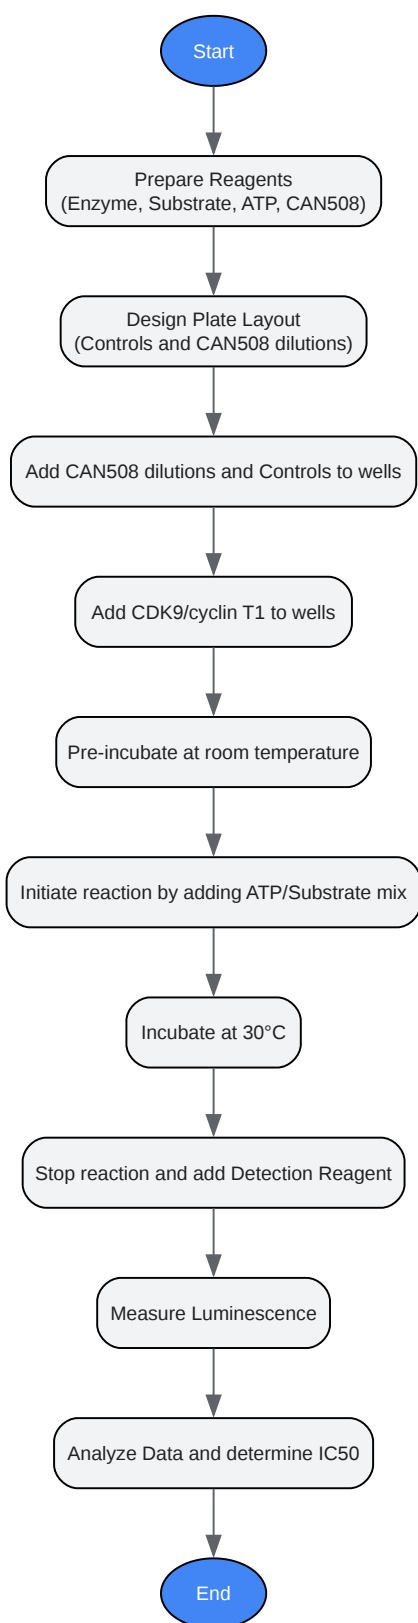 Start
Prepare Reagents
(Enzyme, Substrate, ATP, CAN508)
Design Plate Layout
(Controls and CAN508 dilutions)
Add CAN508 dilutions and Controls to wells
Add CDK9/cyclin T1 to wells
Pre-incubate at room temperature
Initiate reaction by adding ATP/Substrate mix
Incubate at 30°C
Stop reaction and add Detection Reagent
Measure Luminescence
Analyze Data and determine IC50
End